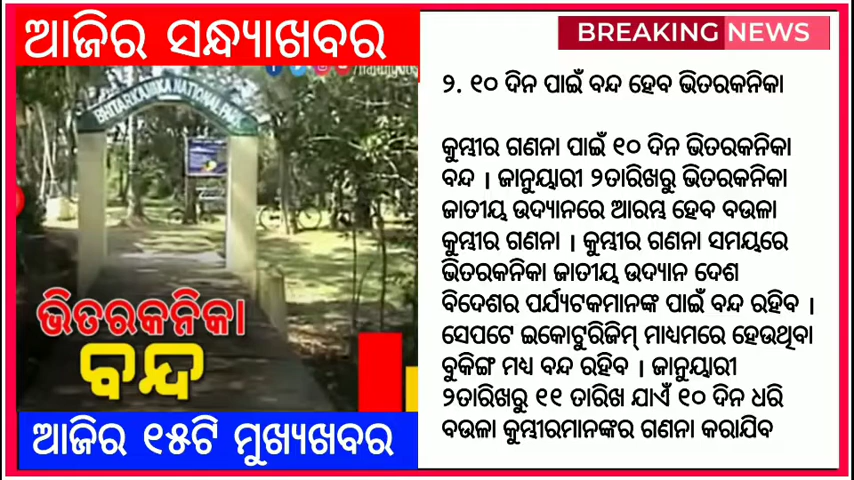 ଆଜିର ସନ୍ଧ୍ୟାଖବର
BHITARKANIKA NATIONAL PARK
ଭିତରକନିକା
ବନ୍ଦ
ଆଜିର ୧୫ଟି ମୁଖ୍ୟଖବର
BREAKING NEWS
୨. ୧୦ ଦିନ ପାଇଁ ବନ୍ଦ ହେବ ଭିତରକନିକା
କୁମ୍ଭୀର ଗଣନା ପାଇଁ ୧୦ ଦିନ ଭିତରକନିକା
ବନ୍ଦ । ଜାନୁୟାରୀ ୨ତାରିଖରୁ ଭିତରକନିକା
ଜାତୀୟ ଉଦ୍ୟାନରେ ଆରମ୍ଭ ହେବ ବଉଳା
କୁମ୍ଭୀର ଗଣନା । କୁମ୍ଭୀର ଗଣନା ସମୟରେ
ଭିତରକନିକା ଜାତୀୟ ଉଦ୍ୟାନ ଦେଶ
ବିଦେଶର ପର୍ଯ୍ୟଟକମାନଙ୍କ ପାଇଁ ବନ୍ଦ ରହିବ ।
ସେପଟେ ଇକୋଟୁରିଜିମ୍ ମାଧ୍ୟମରେ ହେଉଥିବା
ବୁକିଙ୍ଗ ମଧ୍ୟ ବନ୍ଦ ରହିବ । ଜାନୁୟାରୀ
୨ତାରିଖରୁ ୧୧ ତାରିଖ ଯାଏଁ ୧୦ ଦିନ ଧରି
ବଉଳା କୁମ୍ଭୀରମାନଙ୍କର ଗଣନା କରାଯିବ